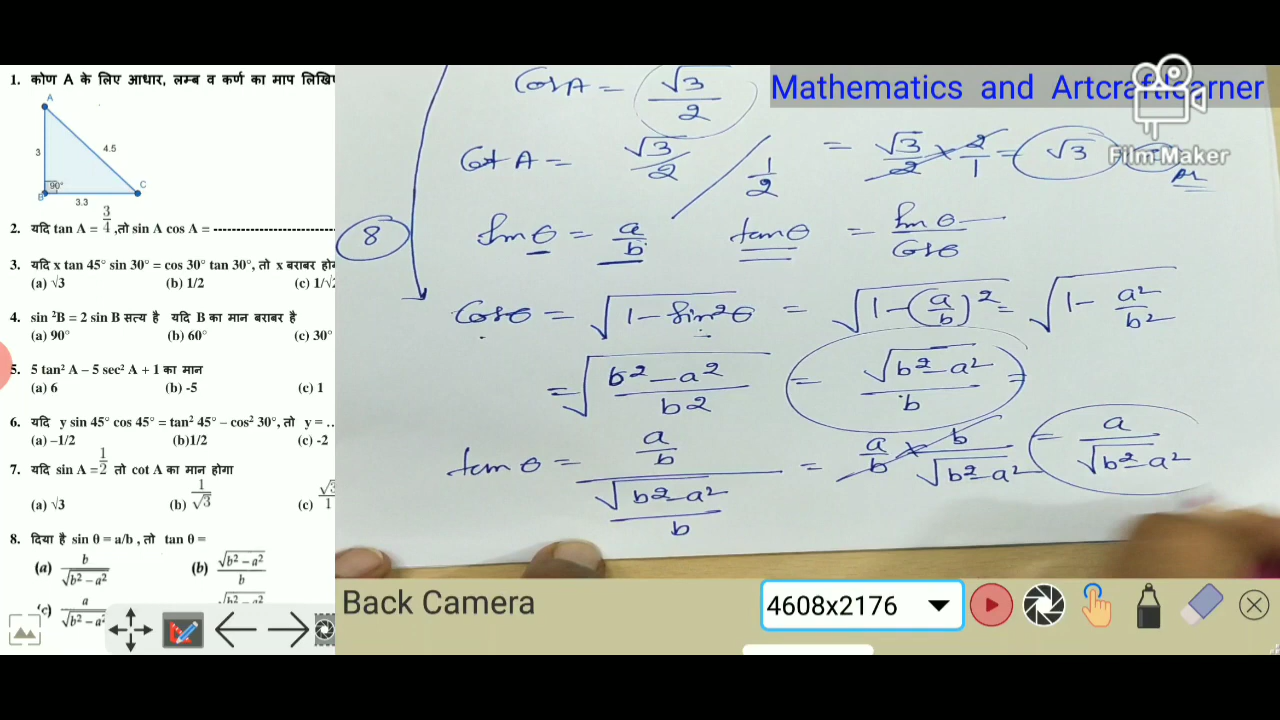 1. कोण A के लिए आधार, लम्ब व कर्ण का माप
A
3
4.5
90°
B
C
3.3
2. यदि tan A = 3/4 ,तो sin A cos A = --------------------------
3. यदि x tan 45° sin 30° = cos 30° tan 30°, तो x बराबर
(a) √3 (b) 1/2 (c)
4. sin ²B = 2 sin B सत्य है यदि B का मान बराबर है
(a) 90° (b) 60° (c) 30°
5. 5 tan² A – 5 sec² A + 1 का मान
(a) 6 (b) -5 (c) 1
6. यदि y sin 45° cos 45° = tan² 45° – cos² 30°, तो y = ..
(a) –1/2 (b)1/2 (c) -2
7. यदि sin A = 1/2 तो cot A का मान होगा
(a) √3 (b) 1/√3 (c) √3/1
8. दिया है sin θ = a/b , तो tan θ =
(a) b/√(b² – a²) (b) √(b² – a²)/b
(c) a/√(b² – a²)
Mathematics and Artcraftlearner
Film Maker
Cos A = √3/2
Cot A = √3/2 / 1/2 = √3/2 × 2/1 = √3
Ans
8 Sin θ = a/b tan θ = Sin θ/Cos θ
Cos θ = √(1 – Sin²θ) = √(1 – (a/b)²) = √(1 – a²/b²)
= √((b² – a²)/b²) = √(b² – a²)/b =
tan θ = a/b / √(b² – a²)/b = a/b × b/√(b² – a²) = a/√(b² – a²)
Back Camera
4608x2176